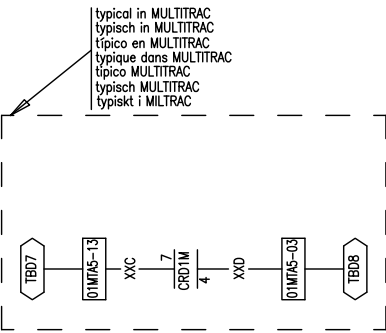 typical in MULTITRAC
typisch in MULTITRAC
típico en MULTITRAC
typique dans MULTITRAC
tipico MULTITRAC
typisch MULTITRAC
typiskt i MILTRAC
TBD7
01MTA5-13
XXC
7
CRD1M
4
XXD
01MTA5-03
TBD8